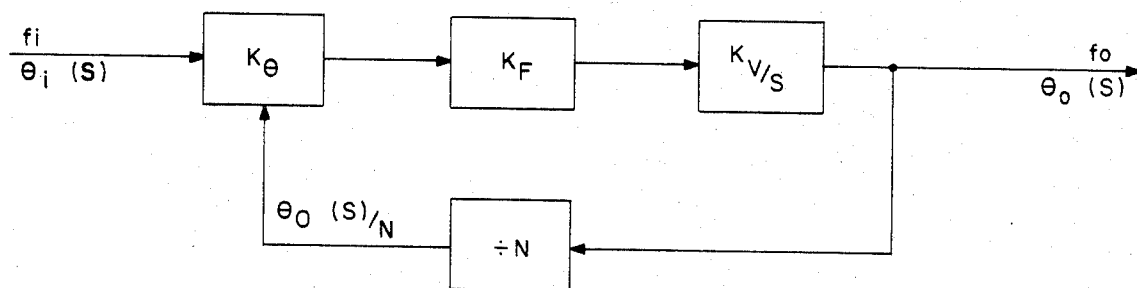 fi
θi (S)
Kθ
KF
KV/S
fo
θo (S)
θO (S)/N
÷N